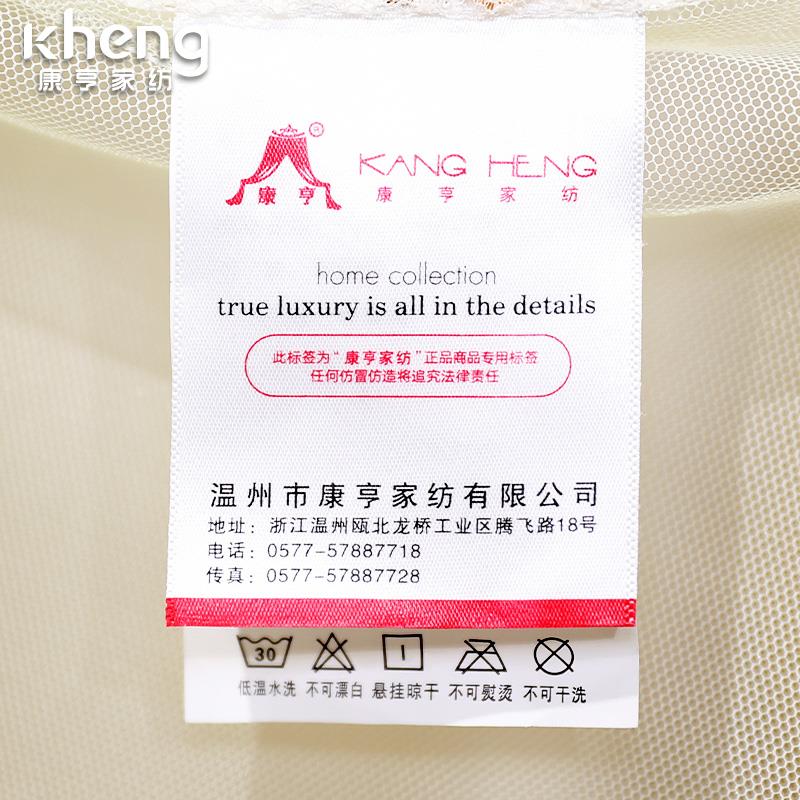 kheng
康亨家纺
®
康亨
KANG HENG
康亨家纺
home collection
true luxury is all in the details
此标签为“康亨家纺”正品商品专用标签
任何仿冒仿造将追究法律责任
温州市康亨家纺有限公司
地址：浙江温州瓯北龙桥工业区腾飞路18号
电话：0577-57887718
传真：0577-57887728
30
低温水洗 不可漂白 悬挂晾干 不可熨烫 不可干洗